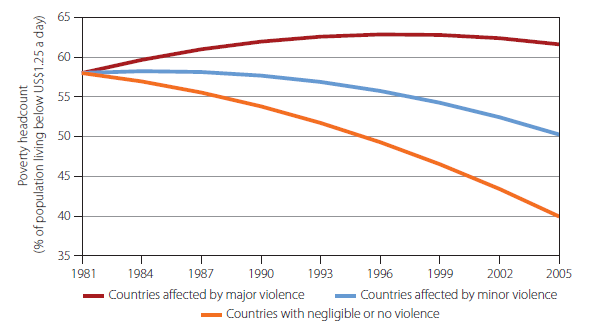 Poverty headcount
(% of population living below US$1.25 a day)
65
60
55
50
45
40
35
1981 1984 1987 1990 1993 1996 1999 2002 2005
Countries affected by major violence Countries affected by minor violence
Countries with negligible or no violence